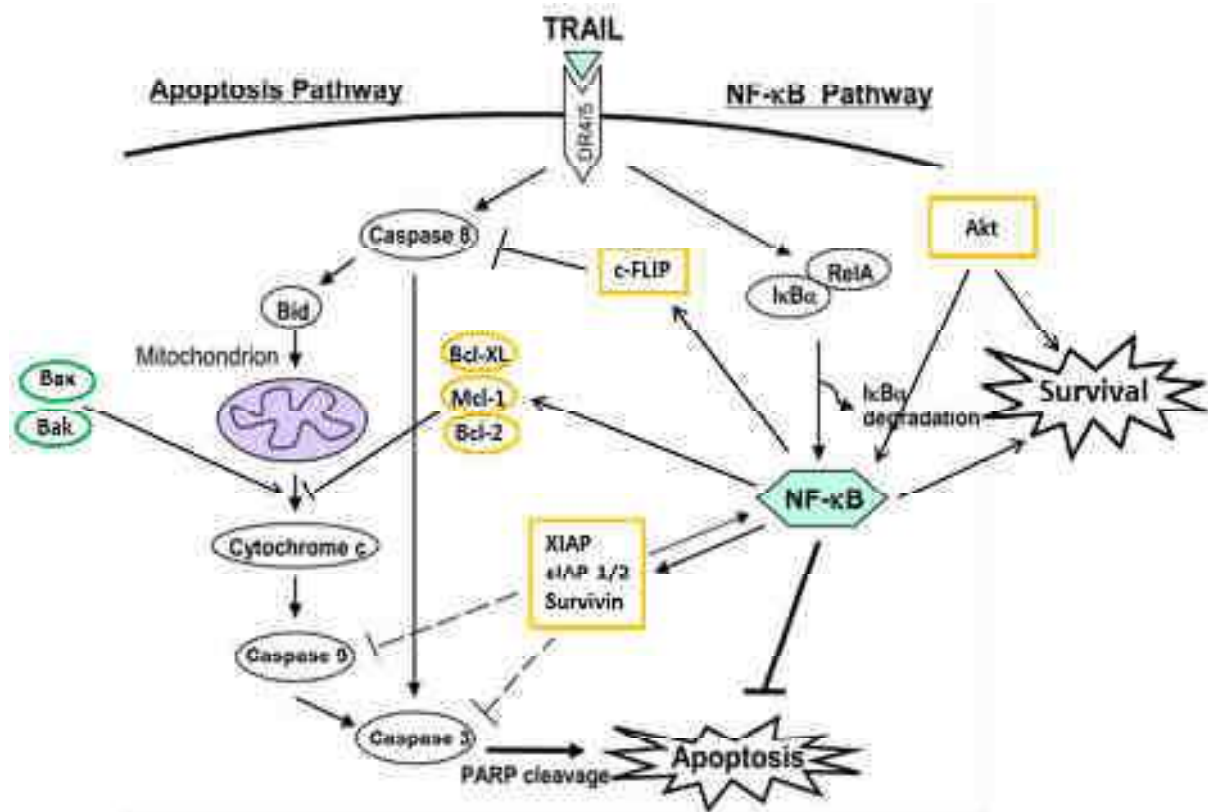 TRAIL
Apoptosis Pathway
NF-κB Pathway
DR4/5
Caspase 8
c-FLIP
RelA
IκBα
Akt
Bid
Mitochondrion
Bax
Bak
Bcl-XL
Mcl-1
Bcl-2
IκBα
degradation
Survival
NF-κB
Cytochrome c
XIAP
cIAP 1/2
Survivin
Caspase 9
Caspase 3
PARP cleavage
Apoptosis